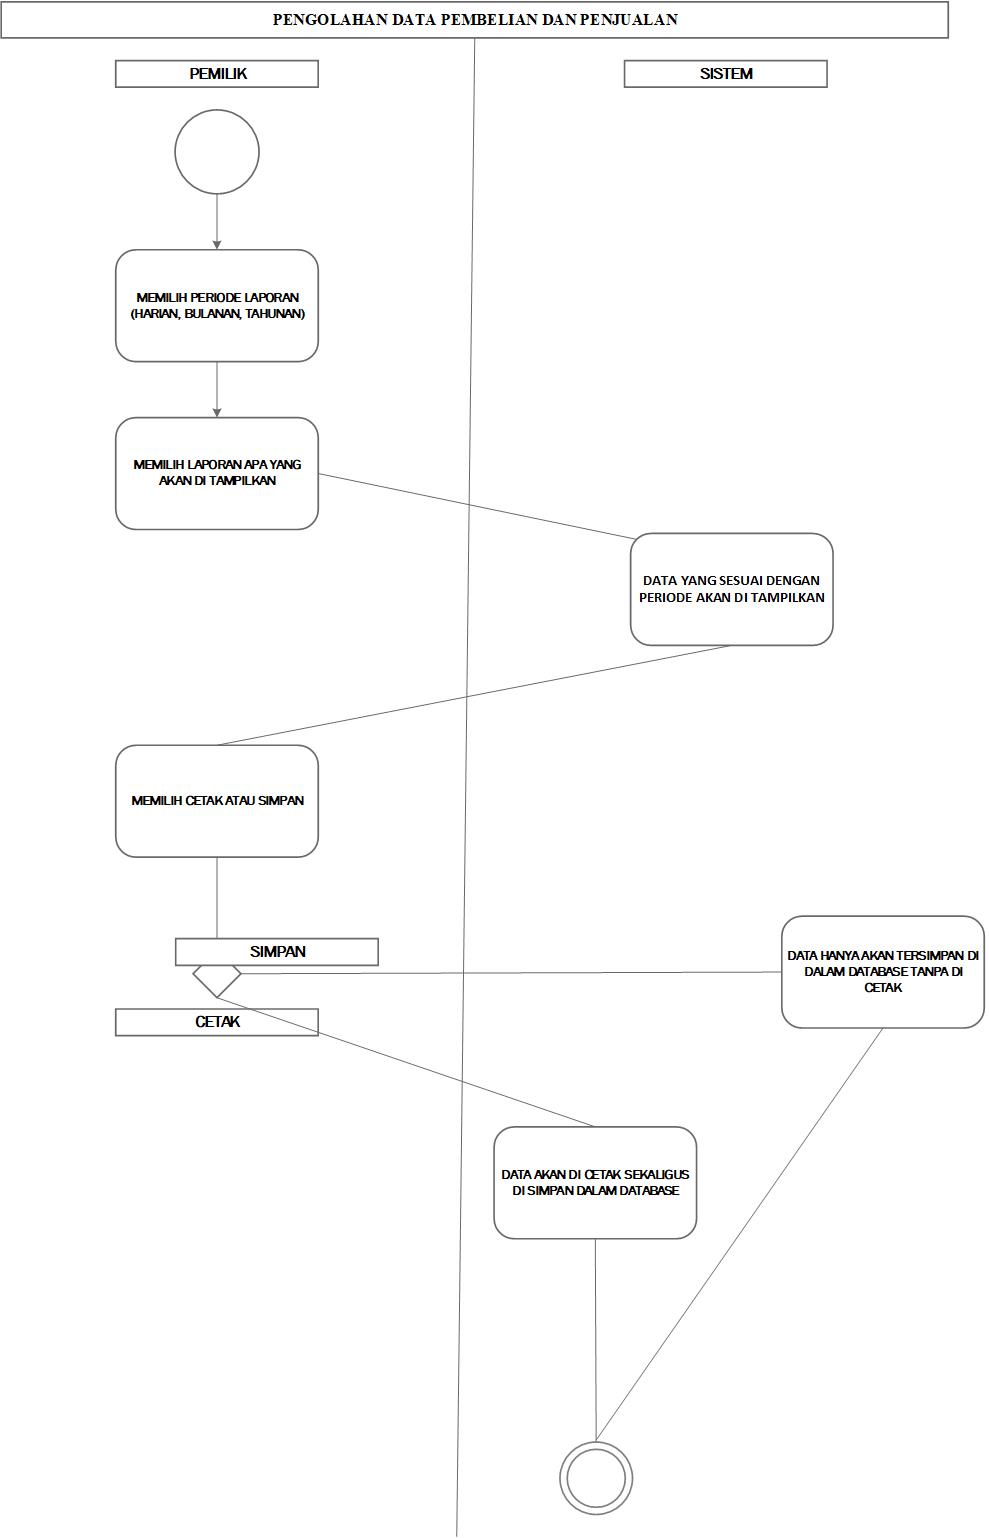 PENGOLAHAN DATA PEMBELIAN DAN PENJUALAN
PEMILIK
SISTEM
MEMILIH PERIODE LAPORAN
(HARIAN, BULANAN, TAHUNAN)
MEMILIH LAPORAN APA YANG
AKAN DI TAMPILKAN
DATA YANG SESUAI DENGAN
PERIODE AKAN DI TAMPILKAN
MEMILIH CETAK ATAU SIMPAN
SIMPAN
DATA HANYA AKAN TERSIMPAN DI
DALAM DATABASE TANPA DI
CETAK
CETAK
DATA AKAN DI CETAK SEKALIGUS
DI SIMPAN DALAM DATABASE